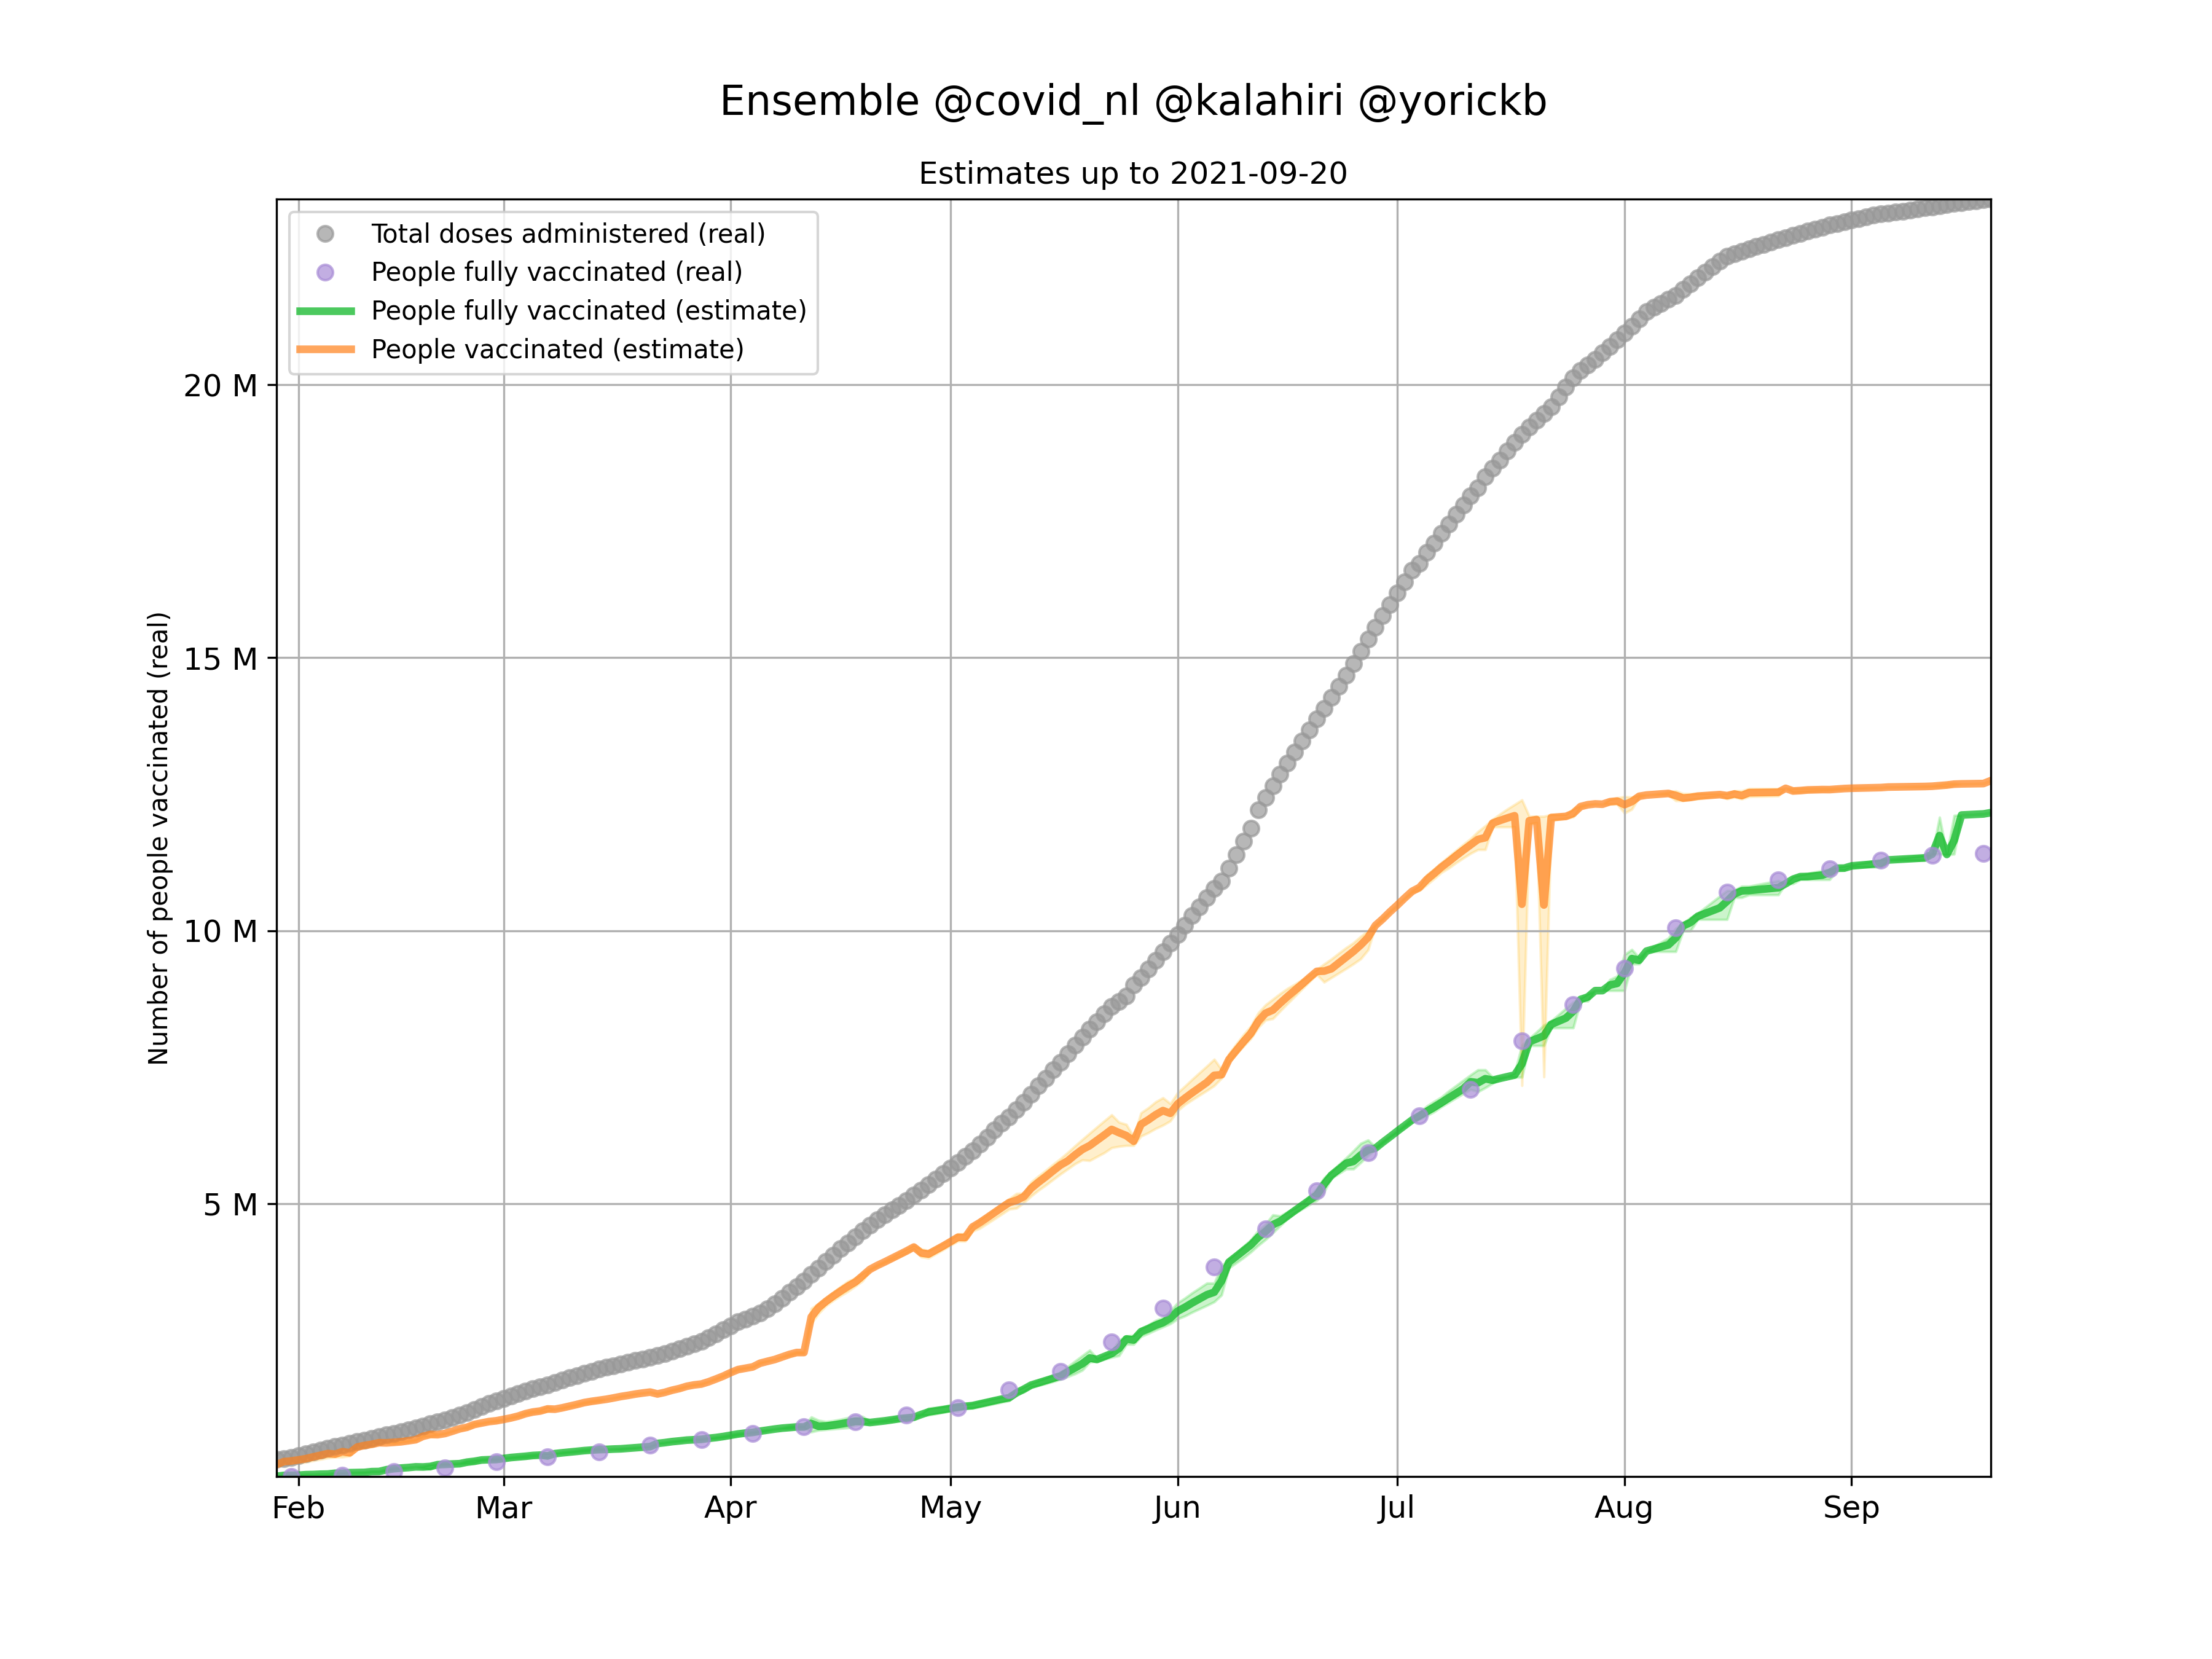 Ensemble @covid_nl @kalahiri @yorickb
Estimates up to 2021-09-20
Total doses administered (real)
People fully vaccinated (real)
People fully vaccinated (estimate)
People vaccinated (estimate)
20 M
15 M
10 M
5 M
Number of people vaccinated (real)
Feb
Mar
Apr
May
Jun
Jul
Aug
Sep